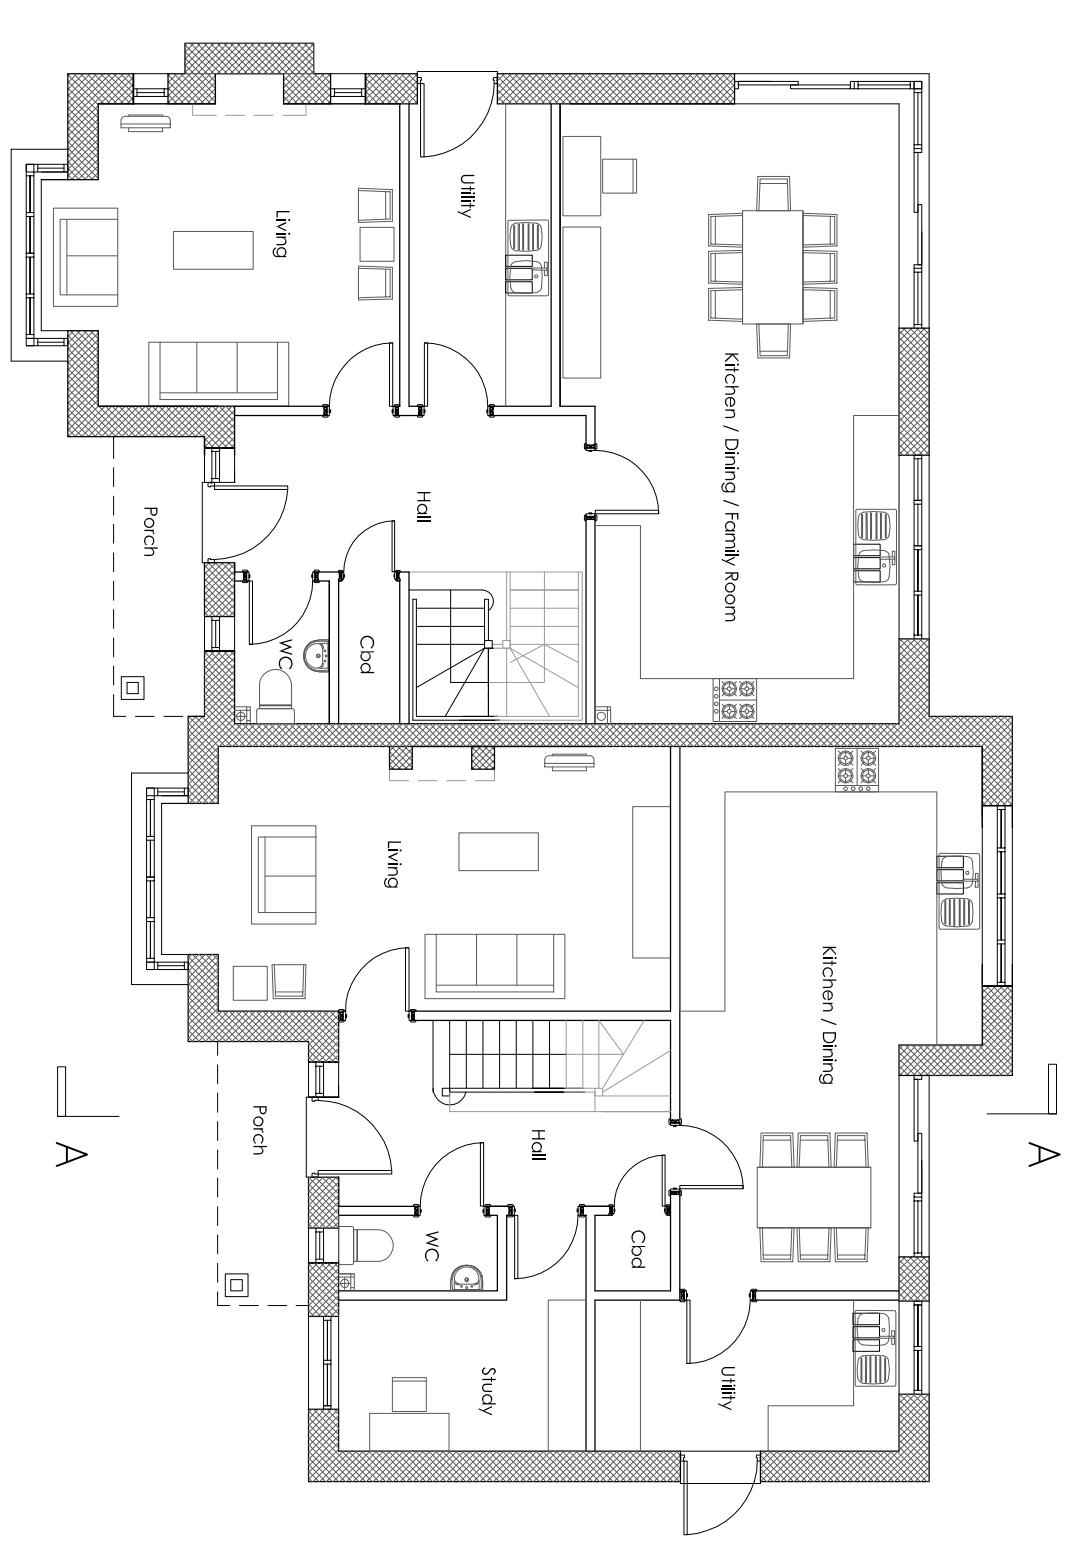 Living
Utility
Kitchen / Dining / Family Room
Porch
Hall
WC
Cbd
Living
Kitchen / Dining
Porch
Hall
WC
Cbd
Study
Utility
A
A